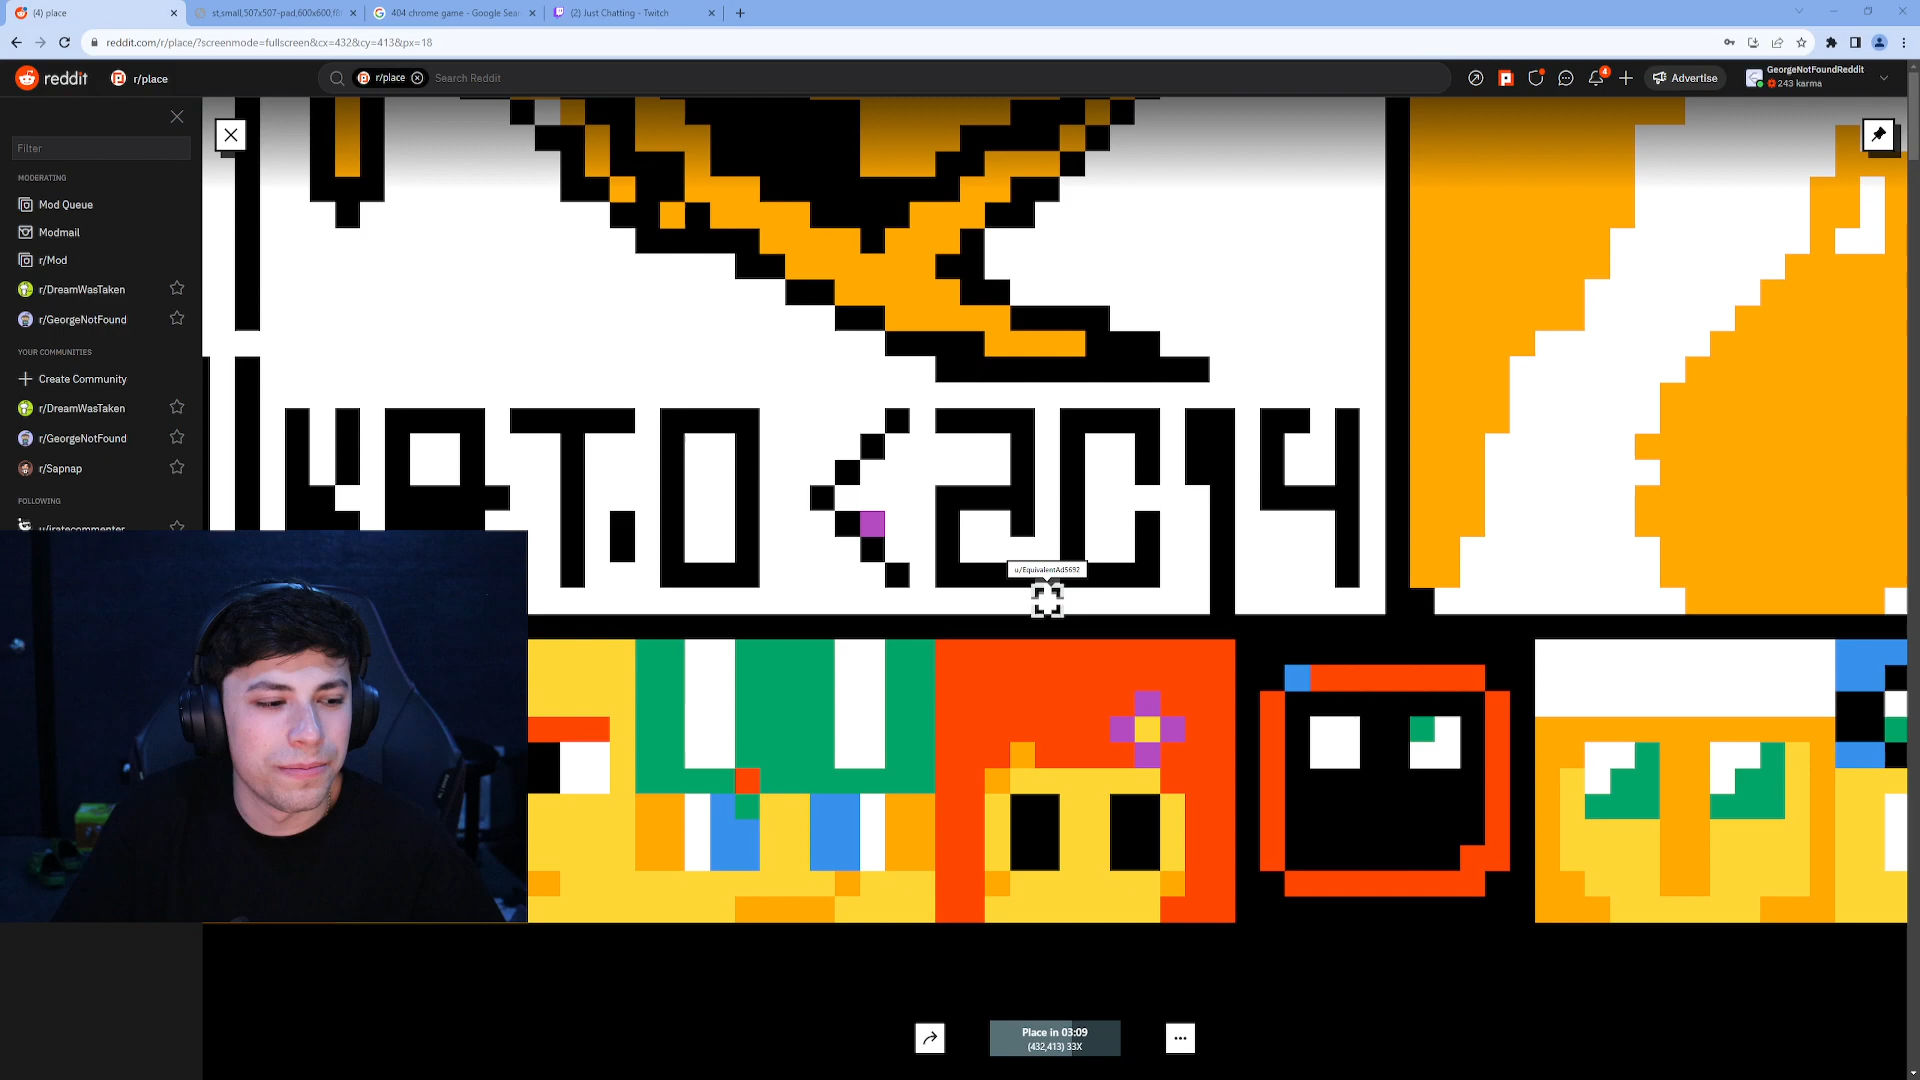 (4) place
st,small,507x507-pad,600x600,f8
404 chrome game - Google Sear
(2) Just Chatting - Twitch
reddit.com/r/place/?screenmode=fullscreen&cx=432&cy=413&px=18
reddit
r/place
r/place
Search Reddit
4
Advertise
GeorgeNotFoundReddit
243 karma
Filter
MODERATING
Mod Queue
Modmail
r/Mod
r/DreamWasTaken
r/GeorgeNotFound
YOUR COMMUNITIES
Create Community
r/DreamWasTaken
r/GeorgeNotFound
r/Sapnap
FOLLOWING
u/iratecommenter
u/EquivalentAd5692
Place in 03:09
(432,413) 33X